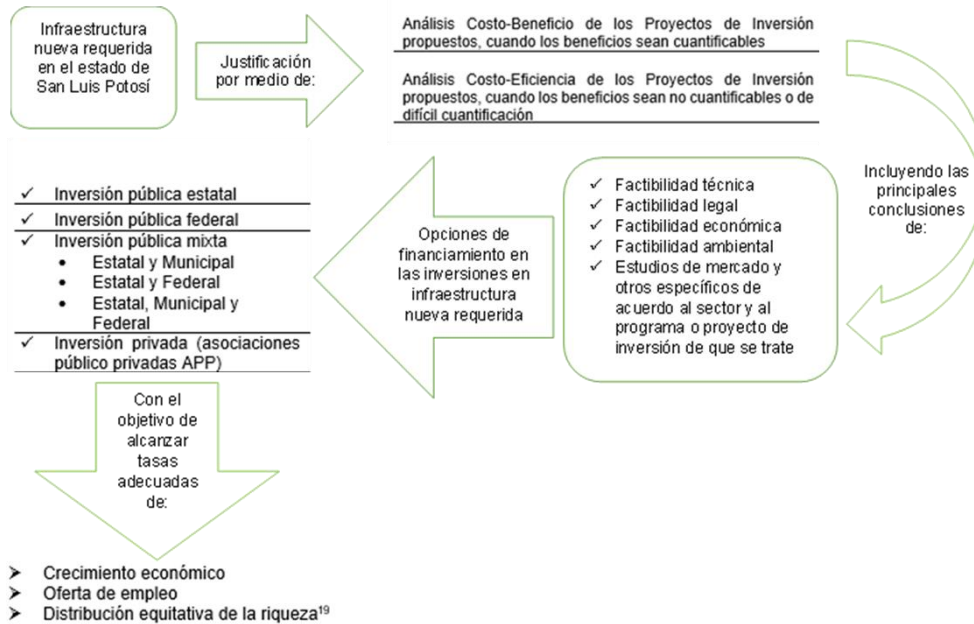 Infraestructura
nueva requerida
en el estado de
San Luis Potosí
Justificación
por medio de:
Análisis Costo-Beneficio de los Proyectos de Inversión
propuestos, cuando los beneficios sean cuantificables
Análisis Costo-Eficiencia de los Proyectos de Inversión
propuestos, cuando los beneficios sean no cuantificables o de
difícil cuantificación
Incluyendo las
principales
conclusiones
de:
✓ Factibilidad técnica
✓ Factibilidad legal
✓ Factibilidad económica
✓ Factibilidad ambiental
✓ Estudios de mercado y
otros específicos de
acuerdo al sector y al
programa o proyecto de
inversión de que se trate
Opciones de
financiamiento en
las inversiones en
infraestructura
nueva requerida
✓ Inversión pública estatal
✓ Inversión pública federal
✓ Inversión pública mixta
• Estatal y Municipal
• Estatal y Federal
• Estatal, Municipal y
Federal
✓ Inversión privada (asociaciones
público privadas APP)
Con el
objetivo de
alcanzar
tasas
adecuadas
de:
➤ Crecimiento económico
➤ Oferta de empleo
➤ Distribución equitativa de la riqueza¹⁹